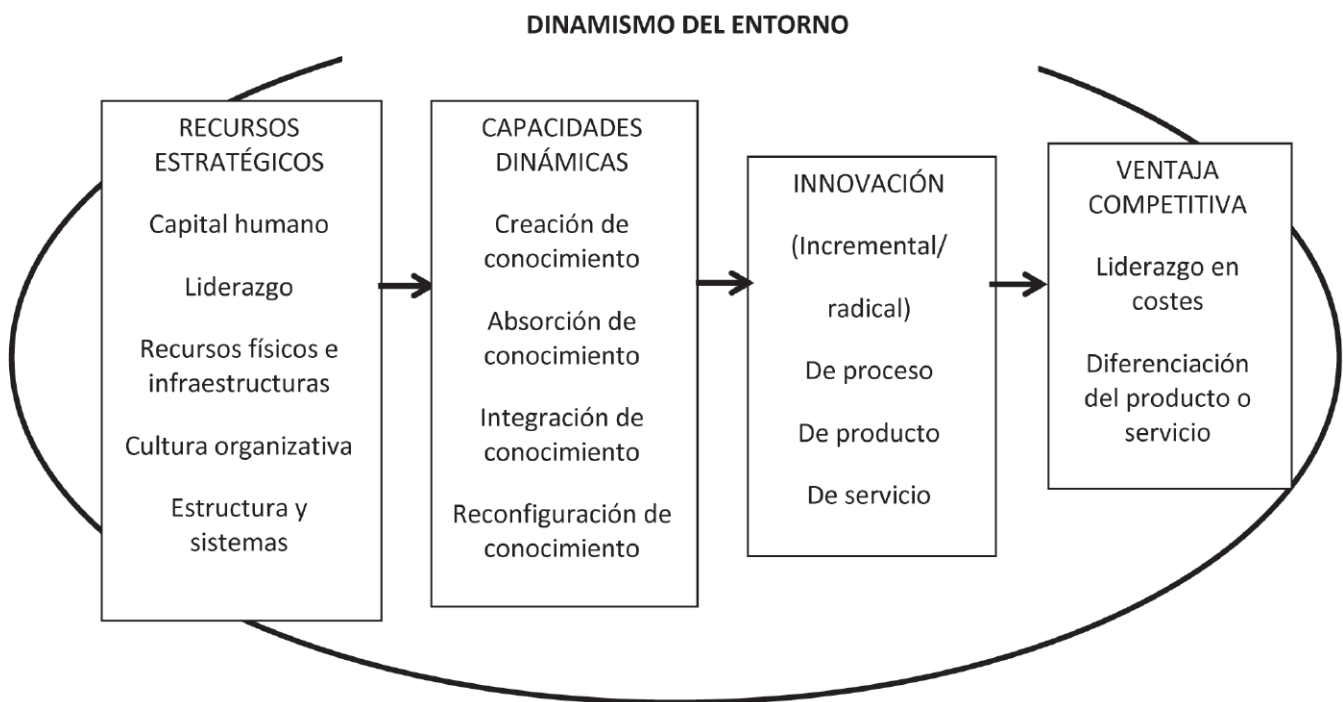 DINAMISMO DEL ENTORNO
RECURSOS
ESTRATÉGICOS
Capital humano
Liderazgo
Recursos físicos e
infraestructuras
Cultura organizativa
Estructura y
sistemas
CAPACIDADES
DINÁMICAS
Creación de
conocimiento
Absorción de
conocimiento
Integración de
conocimiento
Reconfiguración de
conocimiento
INNOVACIÓN
(Incremental/
radical)
De proceso
De producto
De servicio
VENTAJA
COMPETITIVA
Liderazgo en
costes
Diferenciación
del producto o
servicio